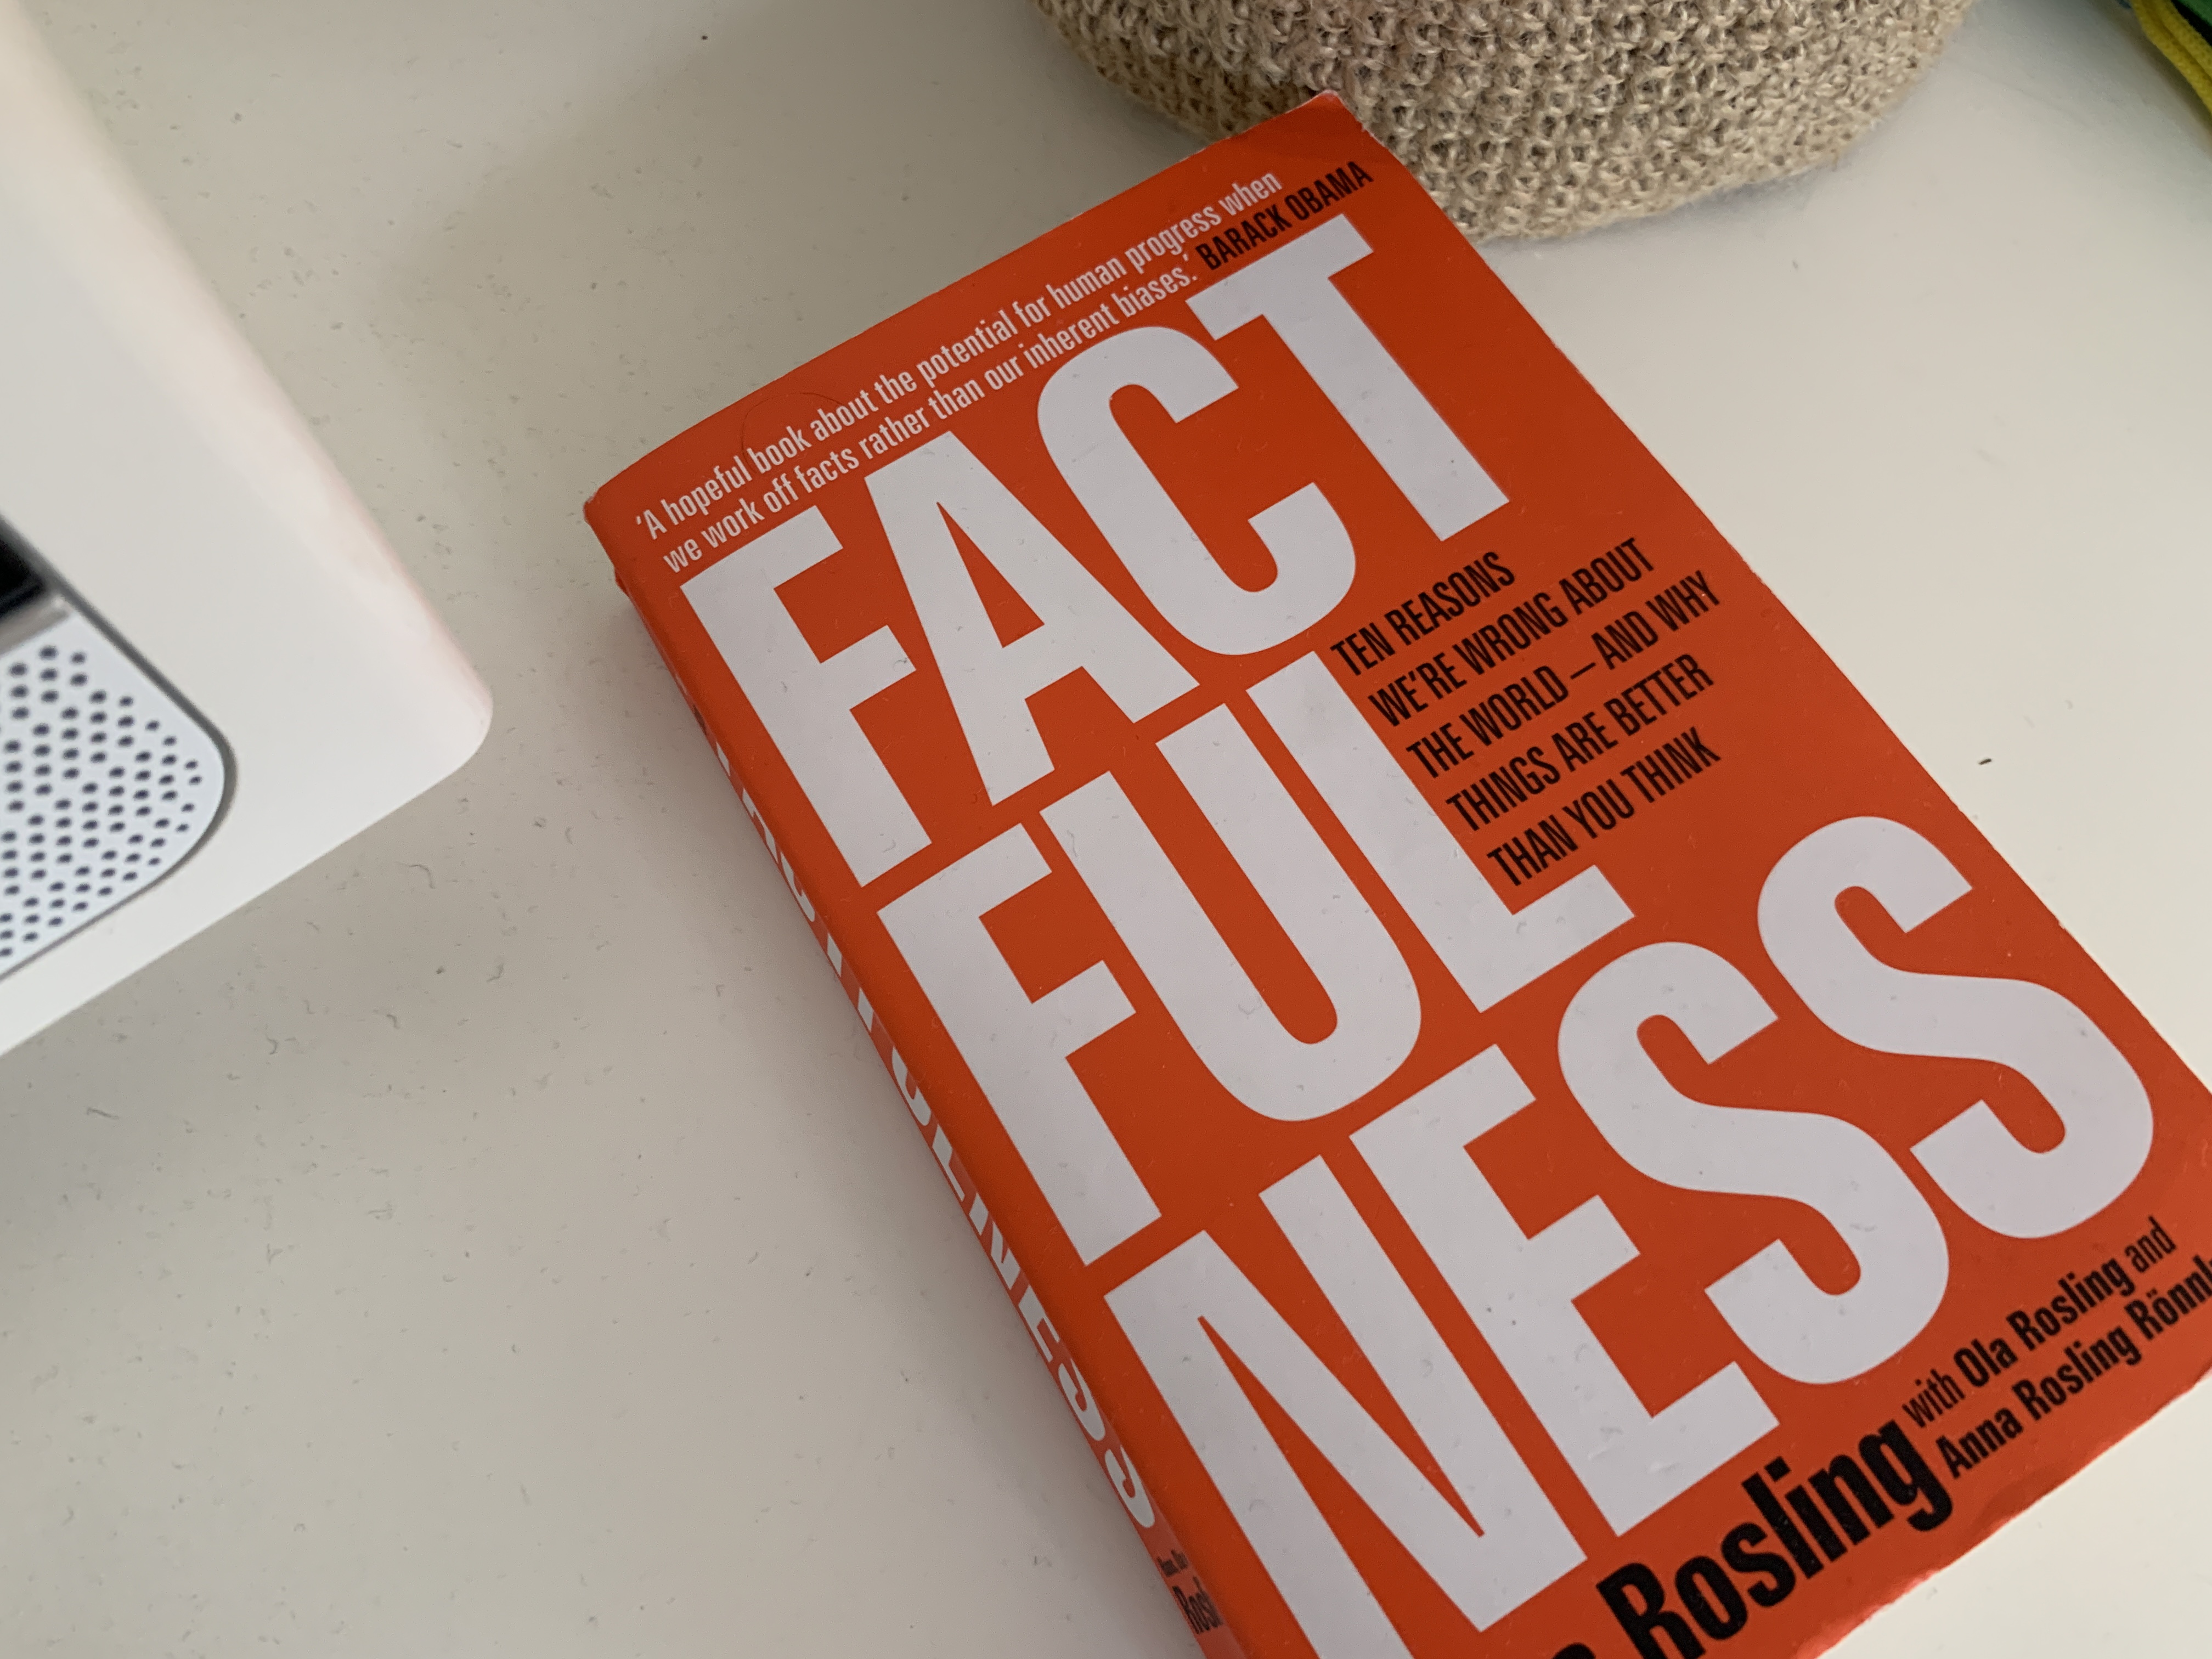 'A hopeful book about the potential for human progress when
we work off facts rather than our inherent biases.' BARACK OBAMA
FACT
FUL
NESS
TEN REASONS
WE'RE WRONG ABOUT
THE WORLD – AND WHY
THINGS ARE BETTER
THAN YOU THINK
Rosling
with Ola Rosling and
Anna Rosling
FACTFULNESS